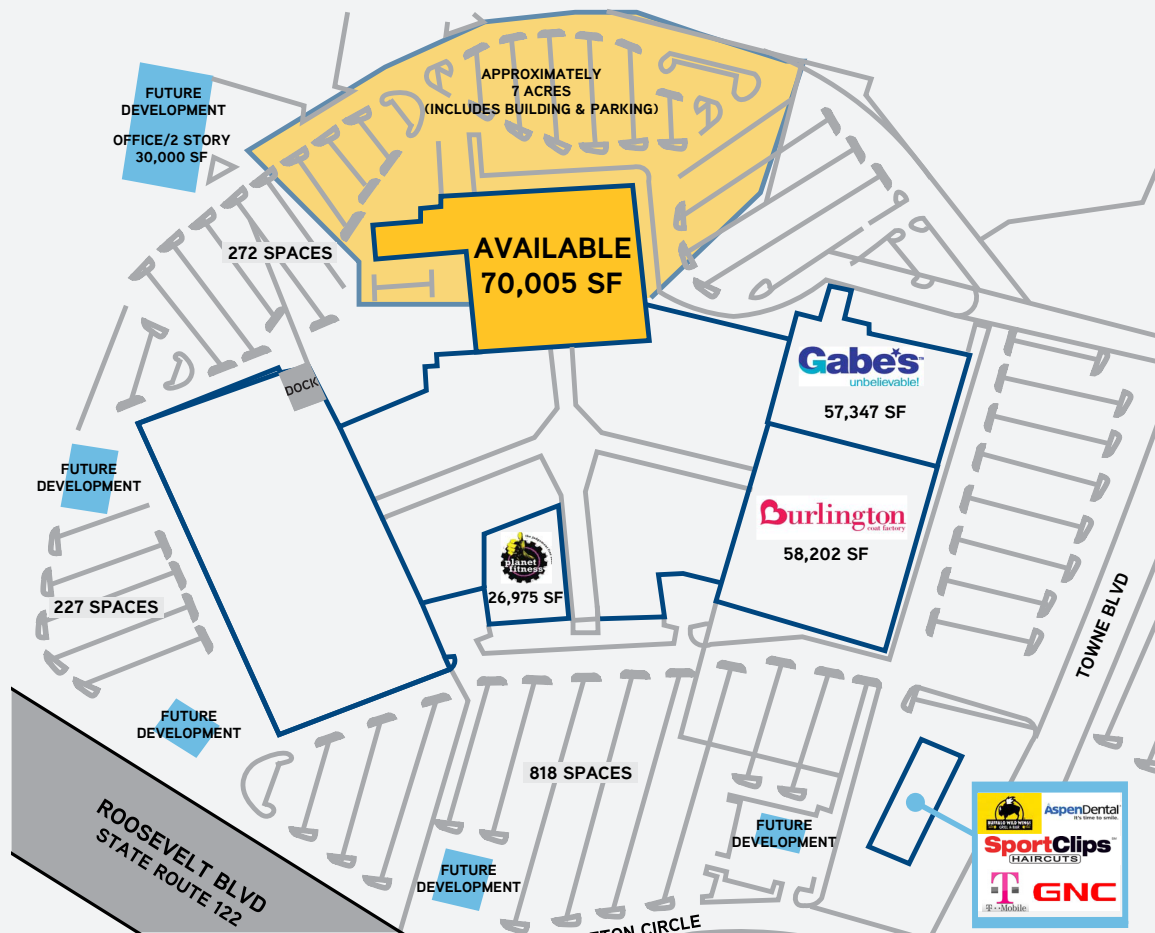 APPROXIMATELY
7 ACRES
(INCLUDES BUILDING & PARKING)
FUTURE
DEVELOPMENT
OFFICE/2 STORY
30,000 SF
272 SPACES
AVAILABLE
70,005 SF
DOCK
Gabe's
unbelievable!
57,347 SF
FUTURE
DEVELOPMENT
Burlington
coat factory
58,202 SF
planet
fitness
26,975 SF
227 SPACES
TOWNE BLVD
FUTURE
DEVELOPMENT
818 SPACES
ROOSEVELT BLVD
STATE ROUTE 122
FUTURE
DEVELOPMENT
FUTURE
DEVELOPMENT
BUFFALO WILD WINGS
GRILL & BAR
AspenDental
It's time to smile.
SportClips
HAIRCUTS
T
T··Mobile
GNC
CIRCLE